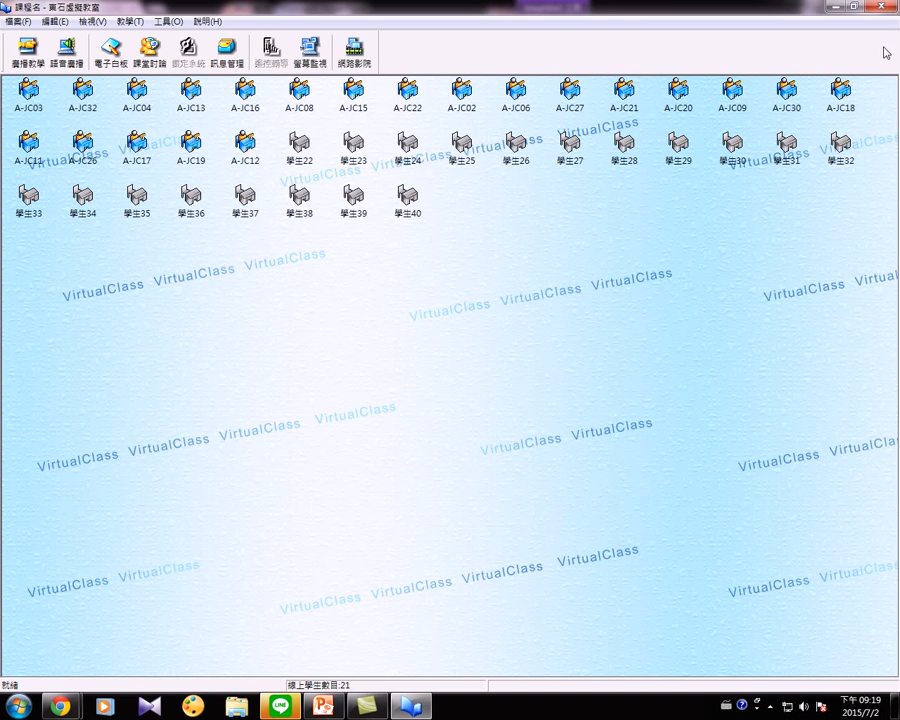 課程名 - 東石虛擬教室
檔案(F) 編輯(E) 檢視(V) 教學(T) 工具(O) 說明(H)
廣播教學 語音廣播 電子白板 課堂討論 鎖定系統 訊息管理 遙控輔導 螢幕監視 網路影院
A-JC03 A-JC32 A-JC04 A-JC13 A-JC16 A-JC08 A-JC15 A-JC22 A-JC02 A-JC06 A-JC27 A-JC21 A-JC20 A-JC09 A-JC30 A-JC18
A-JC11 A-JC26 A-JC17 A-JC19 A-JC12 學生22 學生23 學生24 學生25 學生26 學生27 學生28 學生29 學生30 學生31 學生32
學生33 學生34 學生35 學生36 學生37 學生38 學生39 學生40
VirtualClass VirtualClass VirtualClass
VirtualClass VirtualClass VirtualClass
VirtualClass
VirtualClass VirtualClass VirtualClass
VirtualClass VirtualClass
VirtualClass VirtualClass
VirtualClass VirtualClass
VirtualClass VirtualClass VirtualClass VirtualClass
VirtualClass VirtualClass
就緒 線上學生數目:21
下午 09:19
2015/7/2